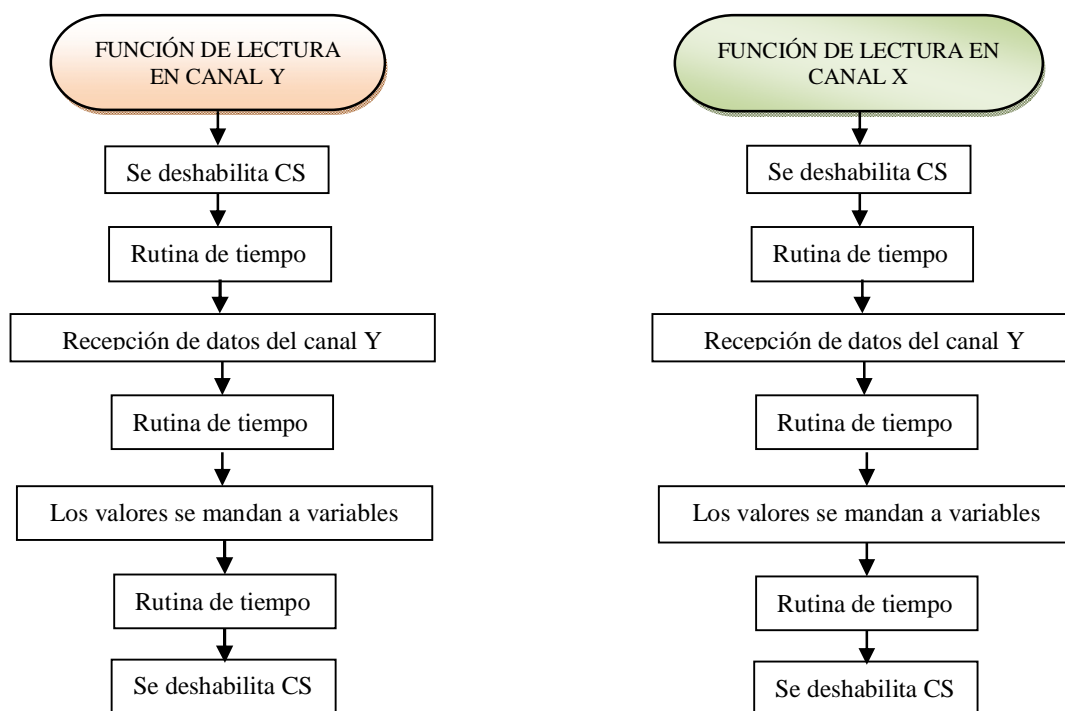 FUNCIÓN DE LECTURA
EN CANAL Y
Se deshabilita CS
Rutina de tiempo
Recepción de datos del canal Y
Rutina de tiempo
Los valores se mandan a variables
Rutina de tiempo
Se deshabilita CS
FUNCIÓN DE LECTURA EN
CANAL X
Se deshabilita CS
Rutina de tiempo
Recepción de datos del canal Y
Rutina de tiempo
Los valores se mandan a variables
Rutina de tiempo
Se deshabilita CS